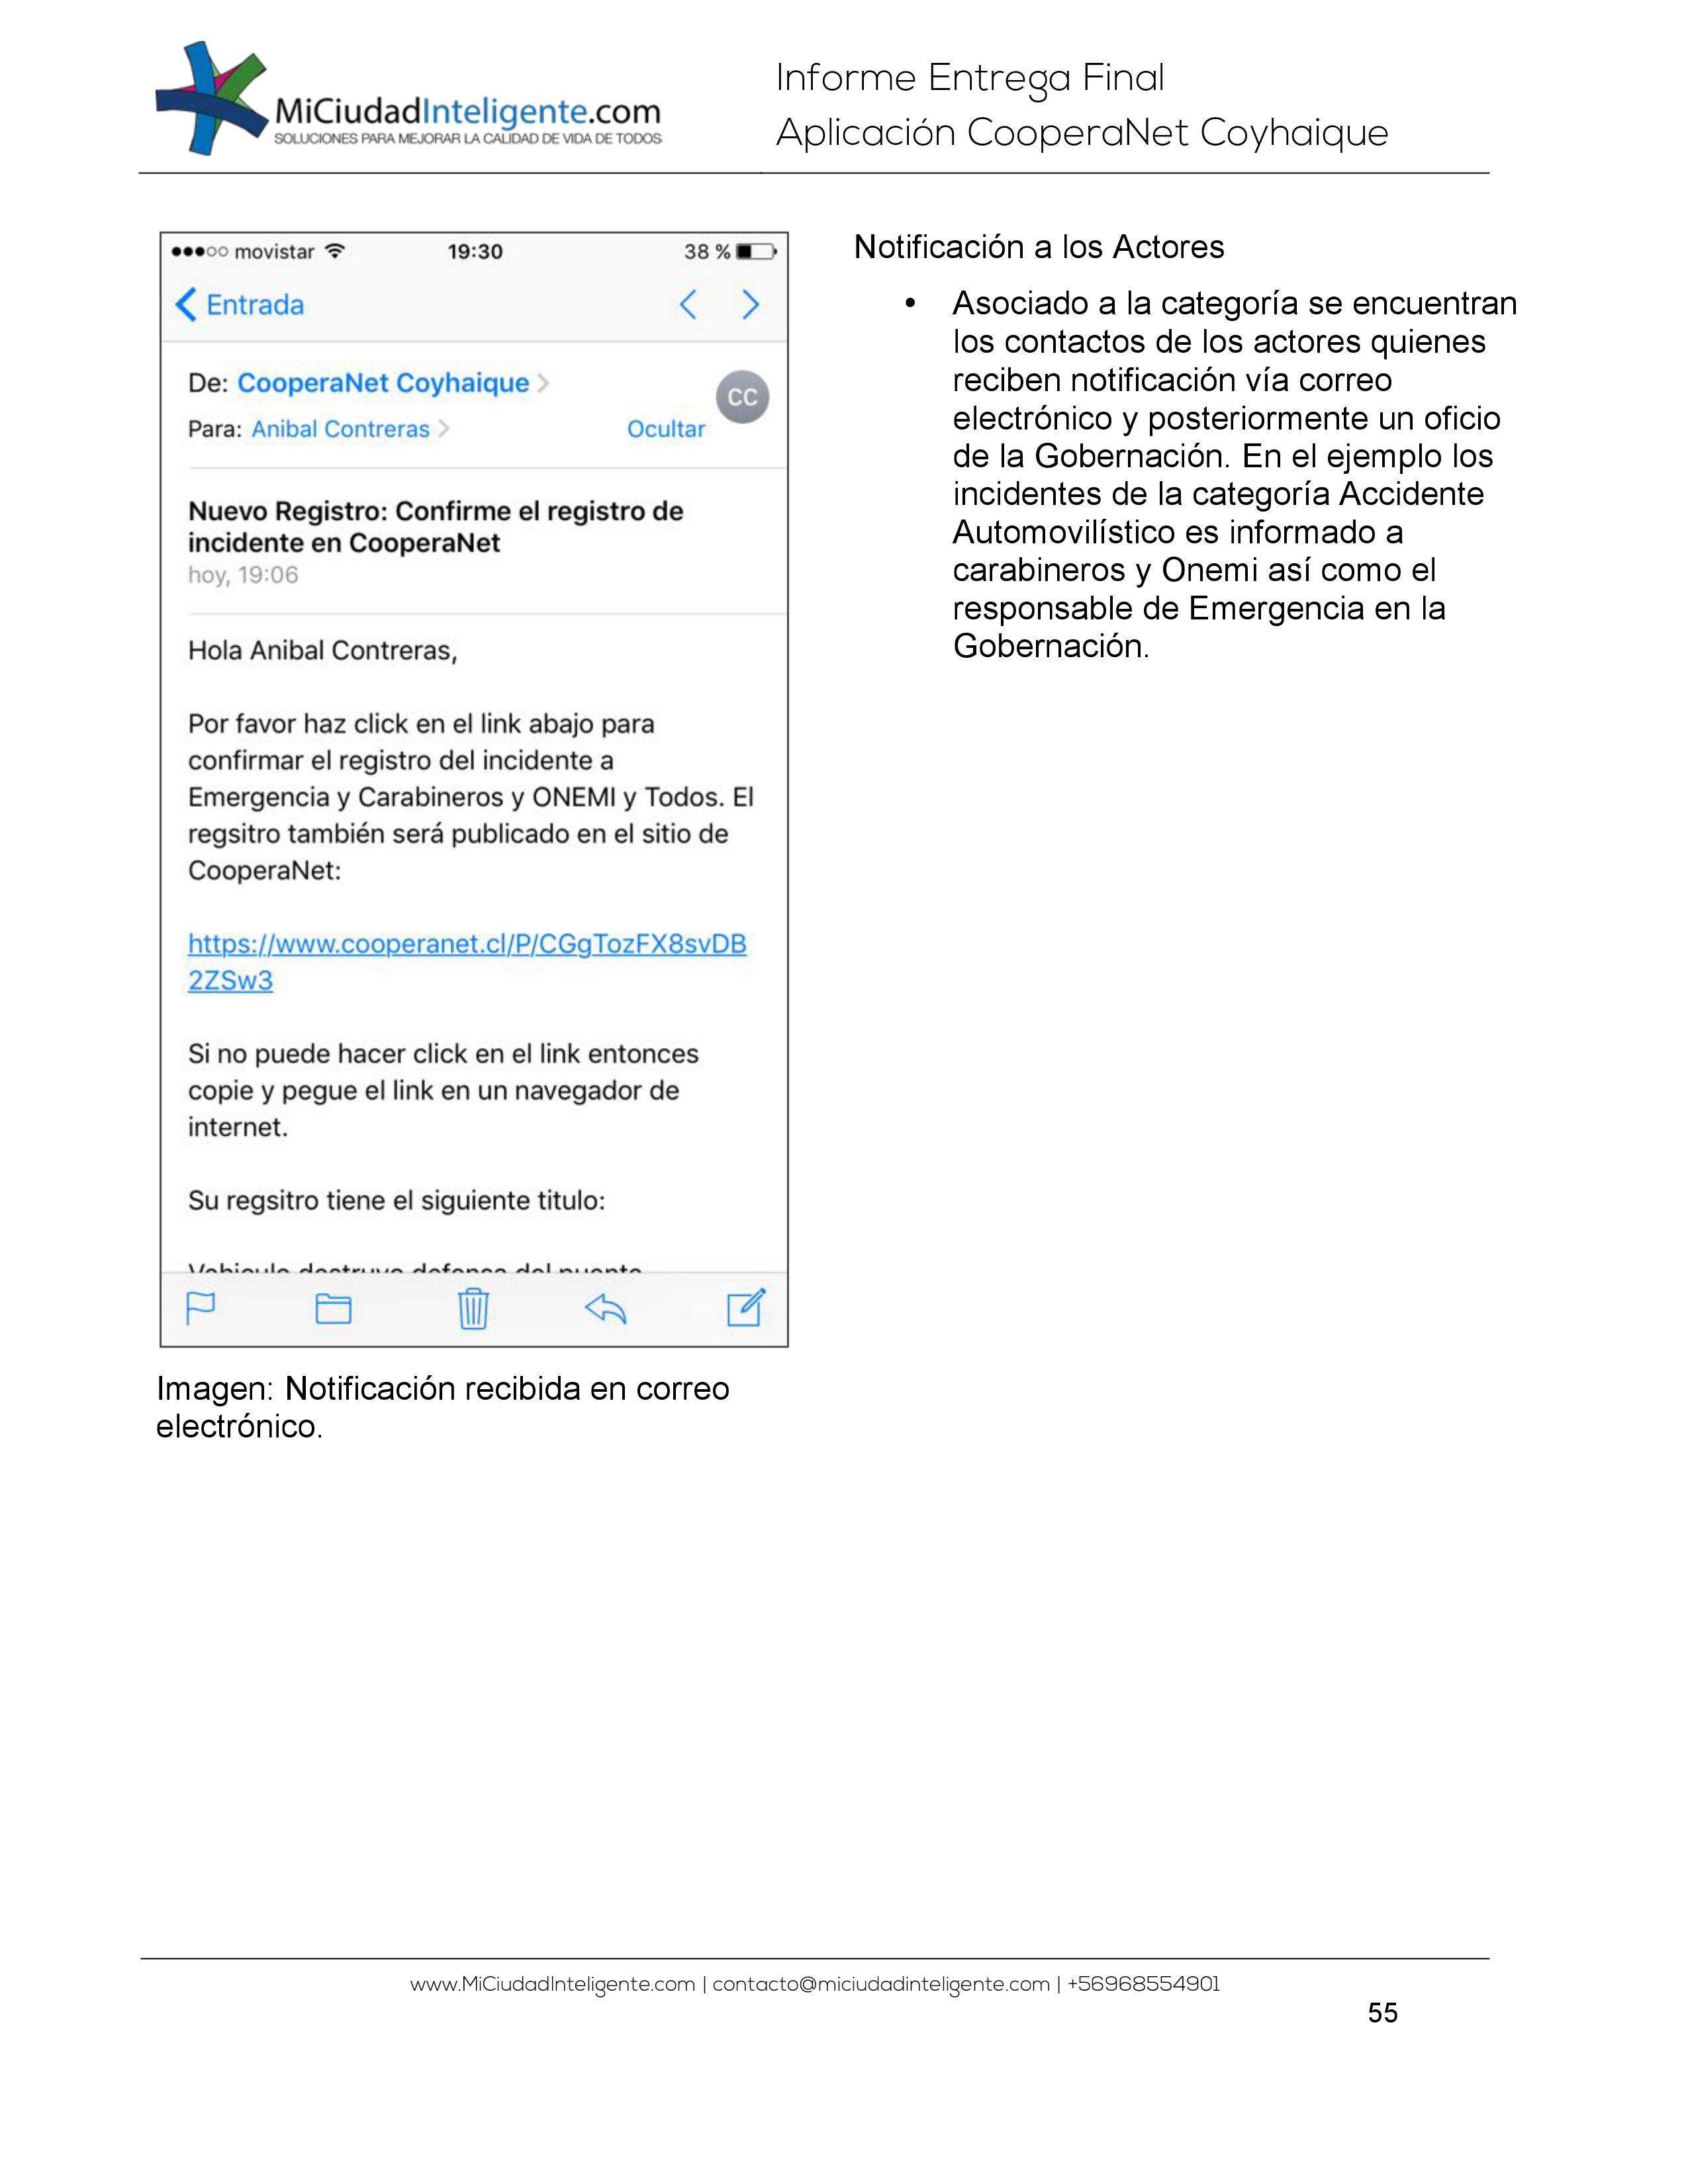 MiCiudadInteligente.com
SOLUCIONES PARA MEJORAR LA CALIDAD DE VIDA DE TODOS
Informe Entrega Final
Aplicación CooperaNet Coyhaique
movistar 19:30 38 %
Entrada
De: CooperaNet Coyhaique
CC
Para: Anibal Contreras Ocultar
Nuevo Registro: Confirme el registro de
incidente en CooperaNet
hoy, 19:06
Hola Anibal Contreras,
Por favor haz click en el link abajo para
confirmar el registro del incidente a
Emergencia y Carabineros y ONEMI y Todos. El
regsitro también será publicado en el sitio de
CooperaNet:
https://www.cooperanet.cl/P/CGgTozFX8svDB
2ZSw3
Si no puede hacer click en el link entonces
copie y pegue el link en un navegador de
internet.
Su regsitro tiene el siguiente titulo:
Vehiculo destruye defensa del puente
Imagen: Notificación recibida en correo
electrónico.
Notificación a los Actores
• Asociado a la categoría se encuentran
los contactos de los actores quienes
reciben notificación vía correo
electrónico y posteriormente un oficio
de la Gobernación. En el ejemplo los
incidentes de la categoría Accidente
Automovilístico es informado a
carabineros y Onemi así como el
responsable de Emergencia en la
Gobernación.
www.MiCiudadInteligente.com | contacto@miciudadinteligente.com | +56968554901
55